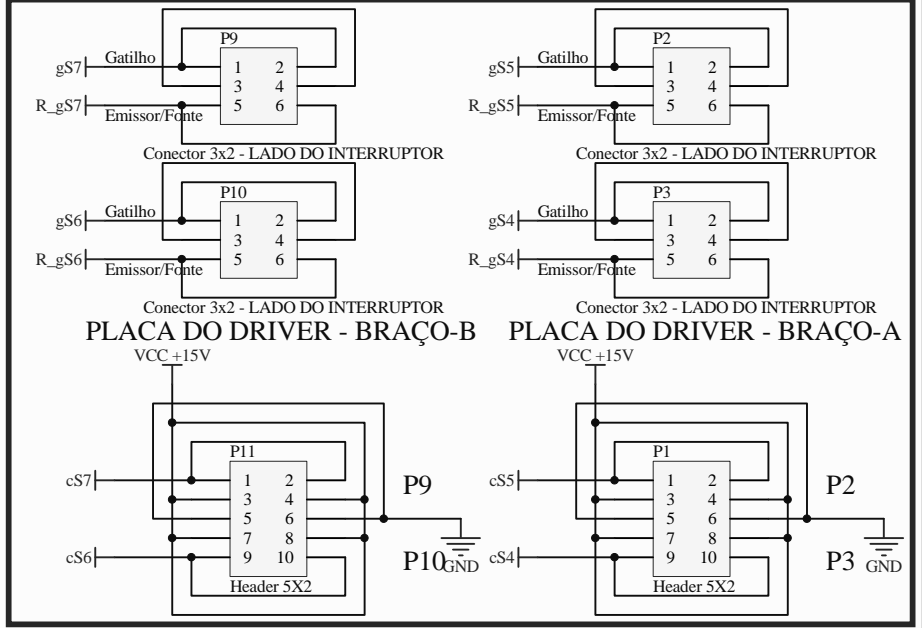 P9
gS7 Gatilho 1 2
3 4
R_gS7 Emissor/Fonte 5 6
Conector 3x2 - LADO DO INTERRUPTOR
P10
gS6 Gatilho 1 2
3 4
R_gS6 Emissor/Fonte 5 6
Conector 3x2 - LADO DO INTERRUPTOR
PLACA DO DRIVER - BRAÇO-B
VCC +15V
P11
cS7 1 2 P9
3 4
5 6
7 8
cS6 9 10 P10 GND
Header 5X2
P2
gS5 Gatilho 1 2
3 4
R_gS5 Emissor/Fonte 5 6
Conector 3x2 - LADO DO INTERRUPTOR
P3
gS4 Gatilho 1 2
3 4
R_gS4 Emissor/Fonte 5 6
Conector 3x2 - LADO DO INTERRUPTOR
PLACA DO DRIVER - BRAÇO-A
VCC +15V
P1
cS5 1 2 P2
3 4
5 6
7 8
cS4 9 10 P3 GND
Header 5X2